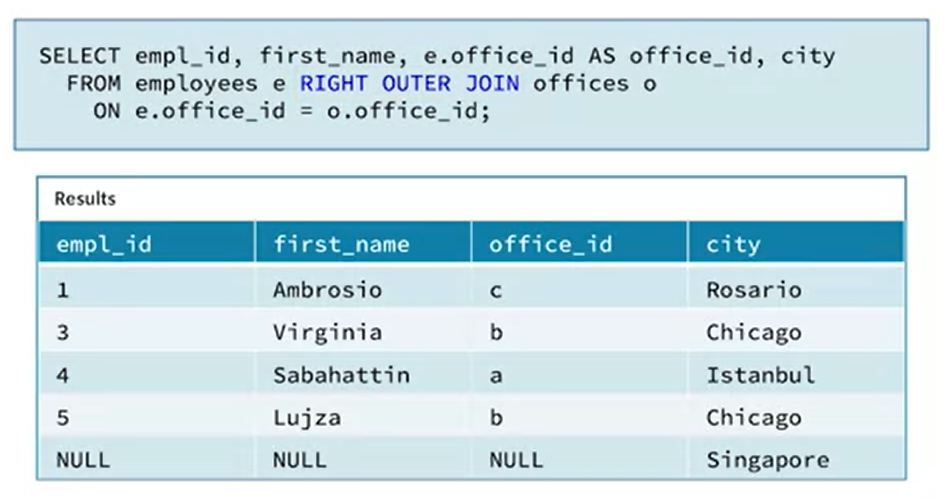 SELECT empl_id, first_name, e.office_id AS office_id, city
FROM employees e RIGHT OUTER JOIN offices o
ON e.office_id = o.office_id;
Results
empl_id first_name office_id city
1 Ambrosio c Rosario
3 Virginia b Chicago
4 Sabahattin a Istanbul
5 Lujza b Chicago
NULL NULL NULL Singapore